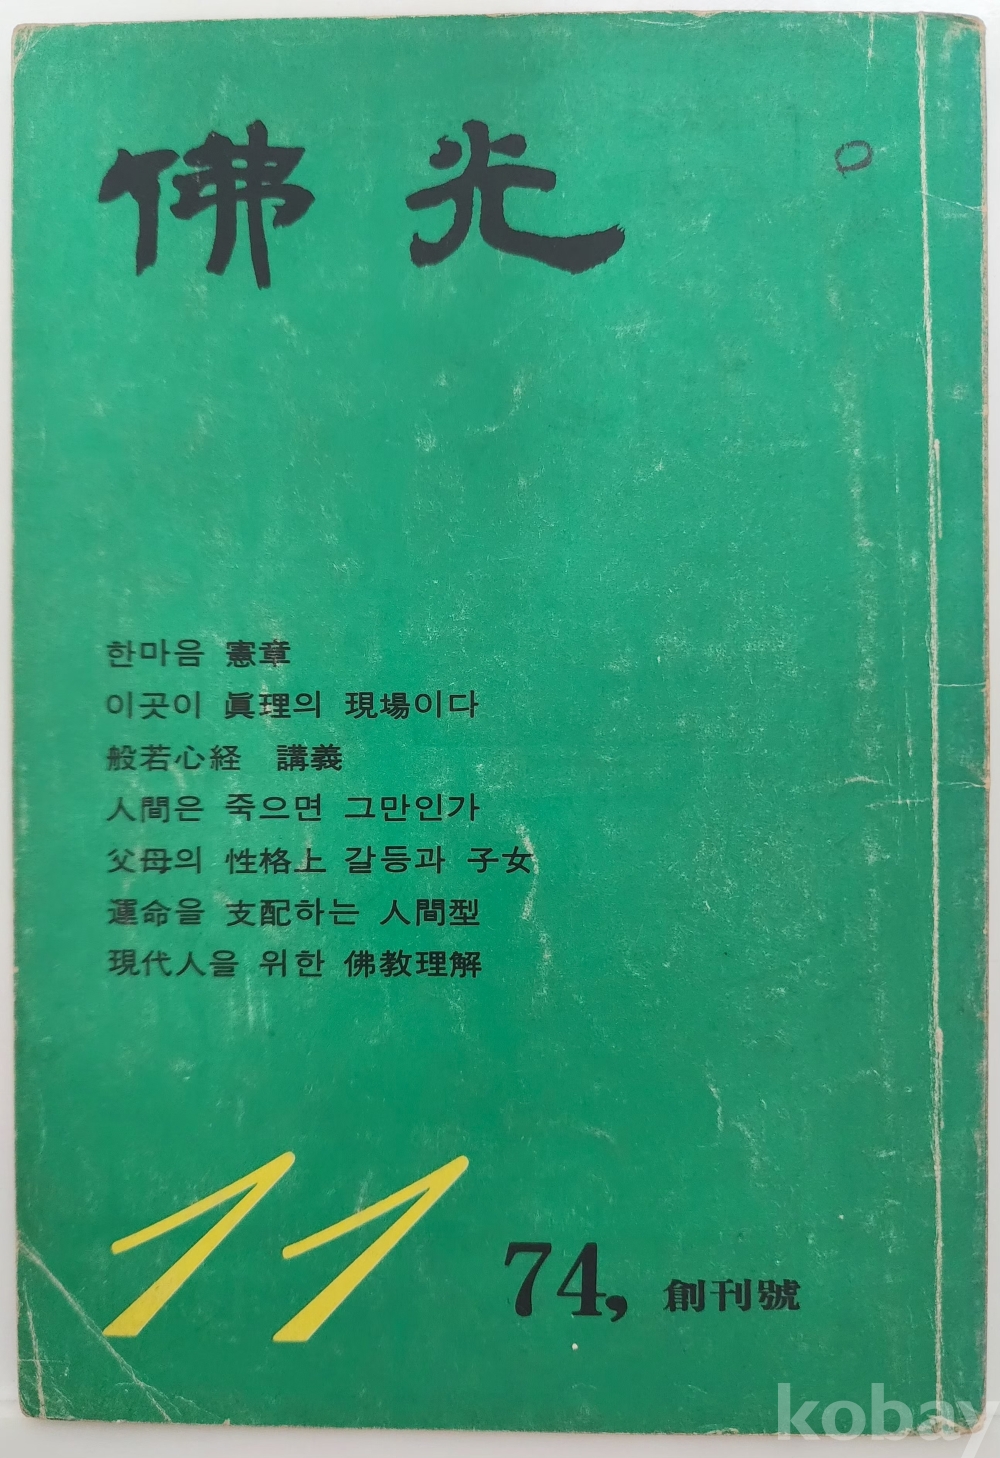 佛光
한마음 憲章
이곳이 眞理의 現場이다
般若心経 講義
人間은 죽으면 그만인가
父母의 性格上 갈등과 子女
運命을 支配하는 人間型
現代人을 위한 佛教理解
11 74, 創刊號
kobay